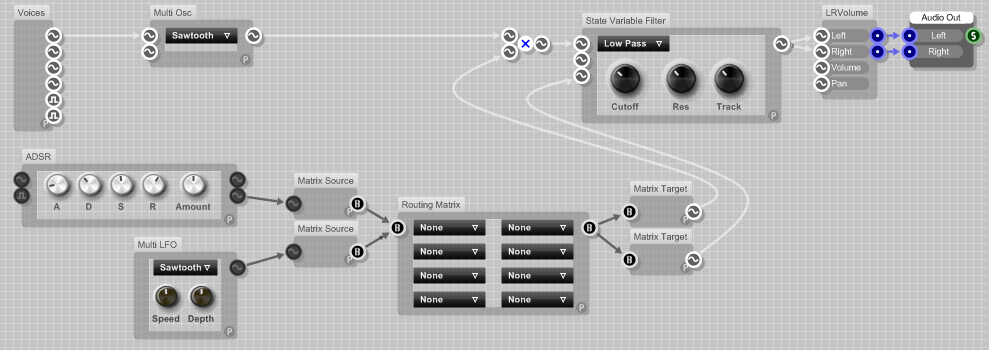 Voices
Multi Osc
Sawtooth ▽
P
State Variable Filter
Low Pass ▽
Cutoff Res Track
P
LRVolume
Left
Right
Volume
Pan
P
Audio Out
Left
Right
S
P
ADSR
A D S R Amount
P
Matrix Source
B
P
Matrix Source
B
P
Multi LFO
Sawtooth ▽
Speed Depth
P
Routing Matrix
B
None ▽ None ▽
None ▽ None ▽
None ▽ None ▽
None ▽ None ▽
B
P
Matrix Target
B
P
Matrix Target
B
P